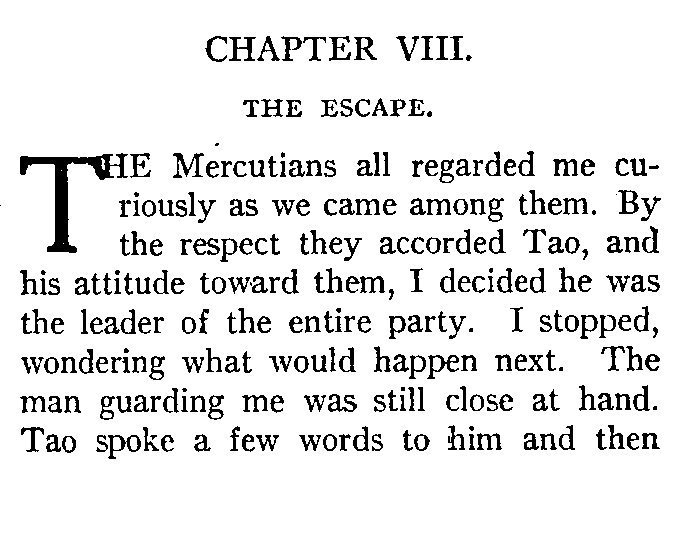 CHAPTER VIII.
THE ESCAPE.
THE Mercutians all regarded me cu-
riously as we came among them. By
the respect they accorded Tao, and
his attitude toward them, I decided he was
the leader of the entire party. I stopped,
wondering what would happen next. The
man guarding me was still close at hand.
Tao spoke a few words to him and then